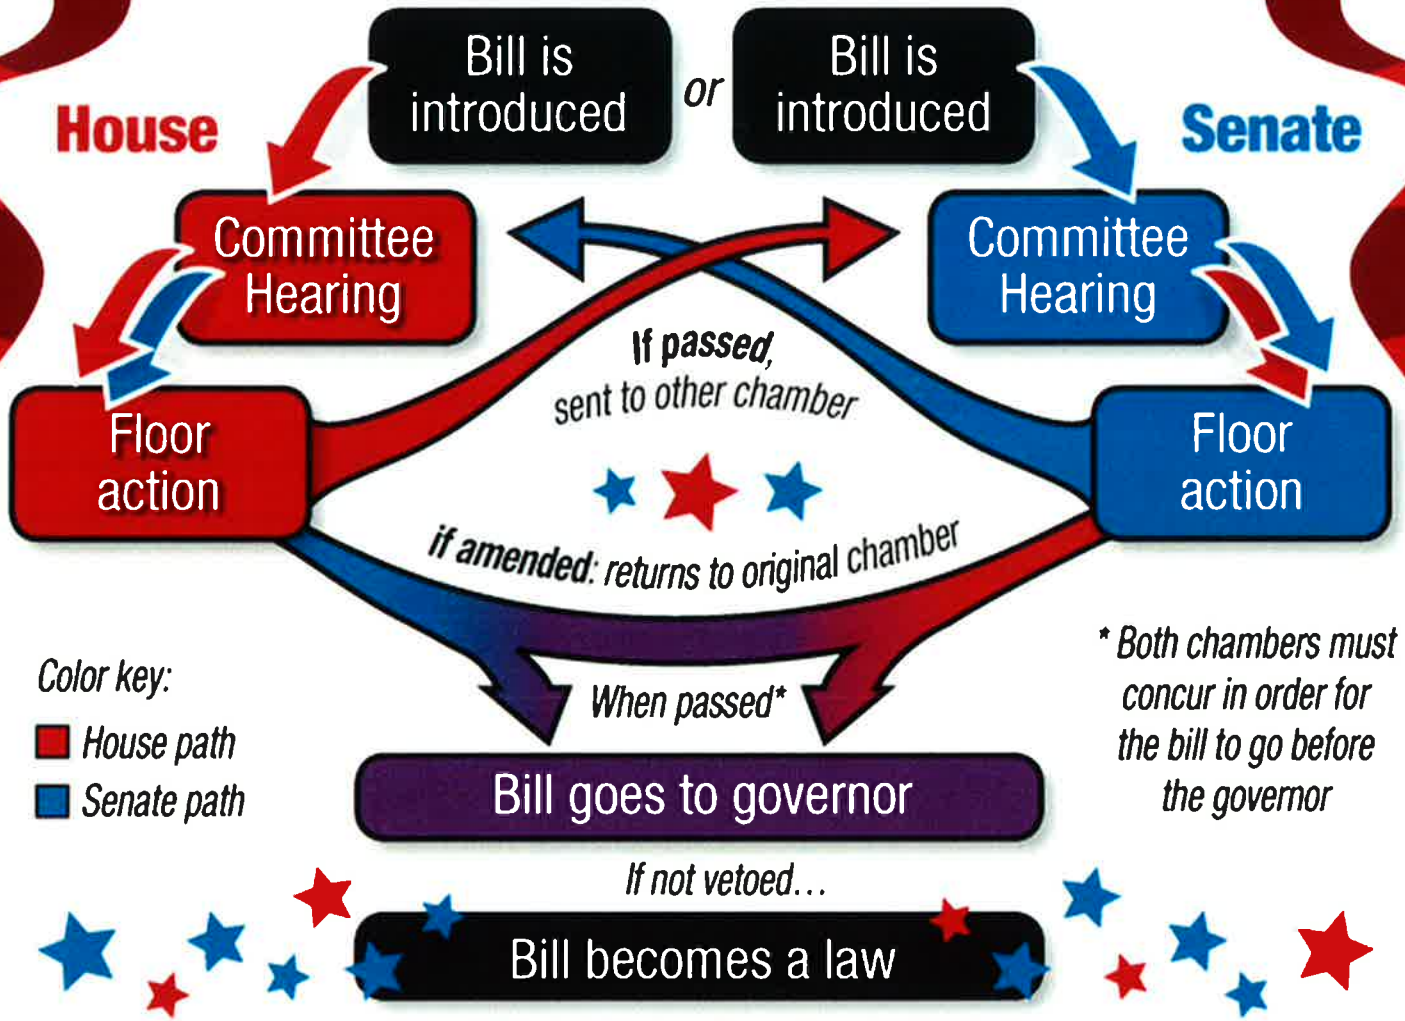 Bill is
introduced
or
Bill is
introduced
House
Senate
Committee
Hearing
Committee
Hearing
If passed,
sent to other chamber
Floor
action
Floor
action
if amended: returns to original chamber
When passed*
Color key:
House path
Senate path
* Both chambers must
concur in order for
the bill to go before
the governor
Bill goes to governor
If not vetoed...
Bill becomes a law